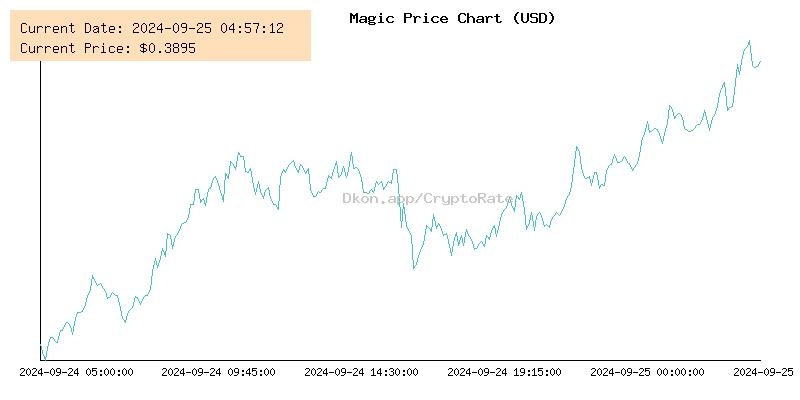 Magic Price Chart (USD)
Current Date: 2024-09-25 04:57:12
Current Price: $0.3895
Dkon.app/CryptoRate
2024-09-24 05:00:00 2024-09-24 09:45:00 2024-09-24 14:30:00 2024-09-24 19:15:00 2024-09-25 00:00:00 2024-09-25